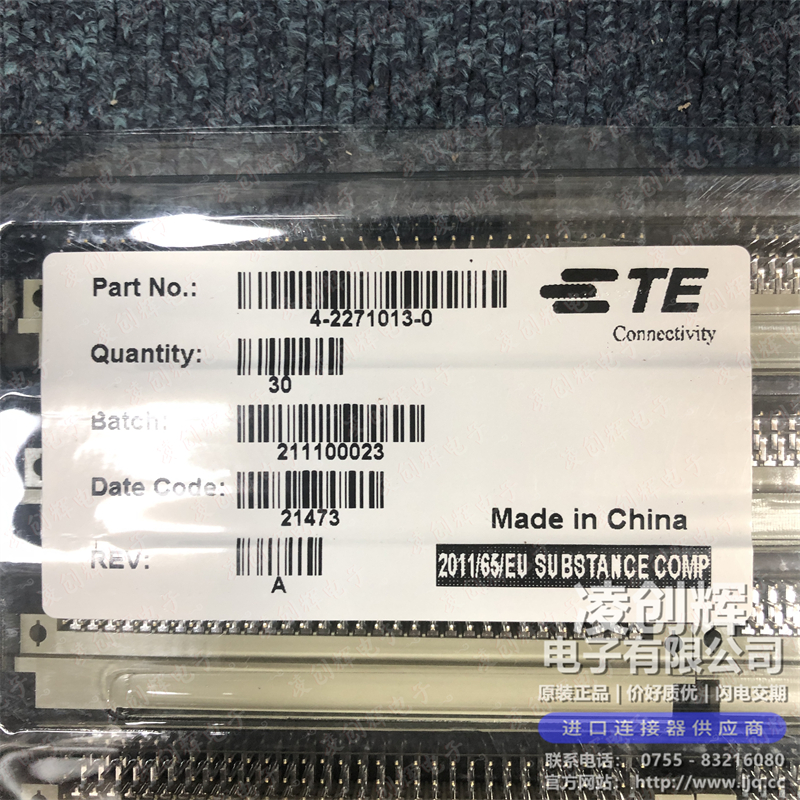 Part No.:
4-2271013-0
TE
Connectivity
Quantity:
30
Batch:
211100023
Date Code:
21473
Made in China
REV:
A
2011/65/EU SUBSTANCE COMP
凌创辉
电子有限公司
原装正品 | 价好质优 | 闪电交期
进口连接器供应商
联系电话: 0755 - 83216080
官方网站: http://www.ljq.cc